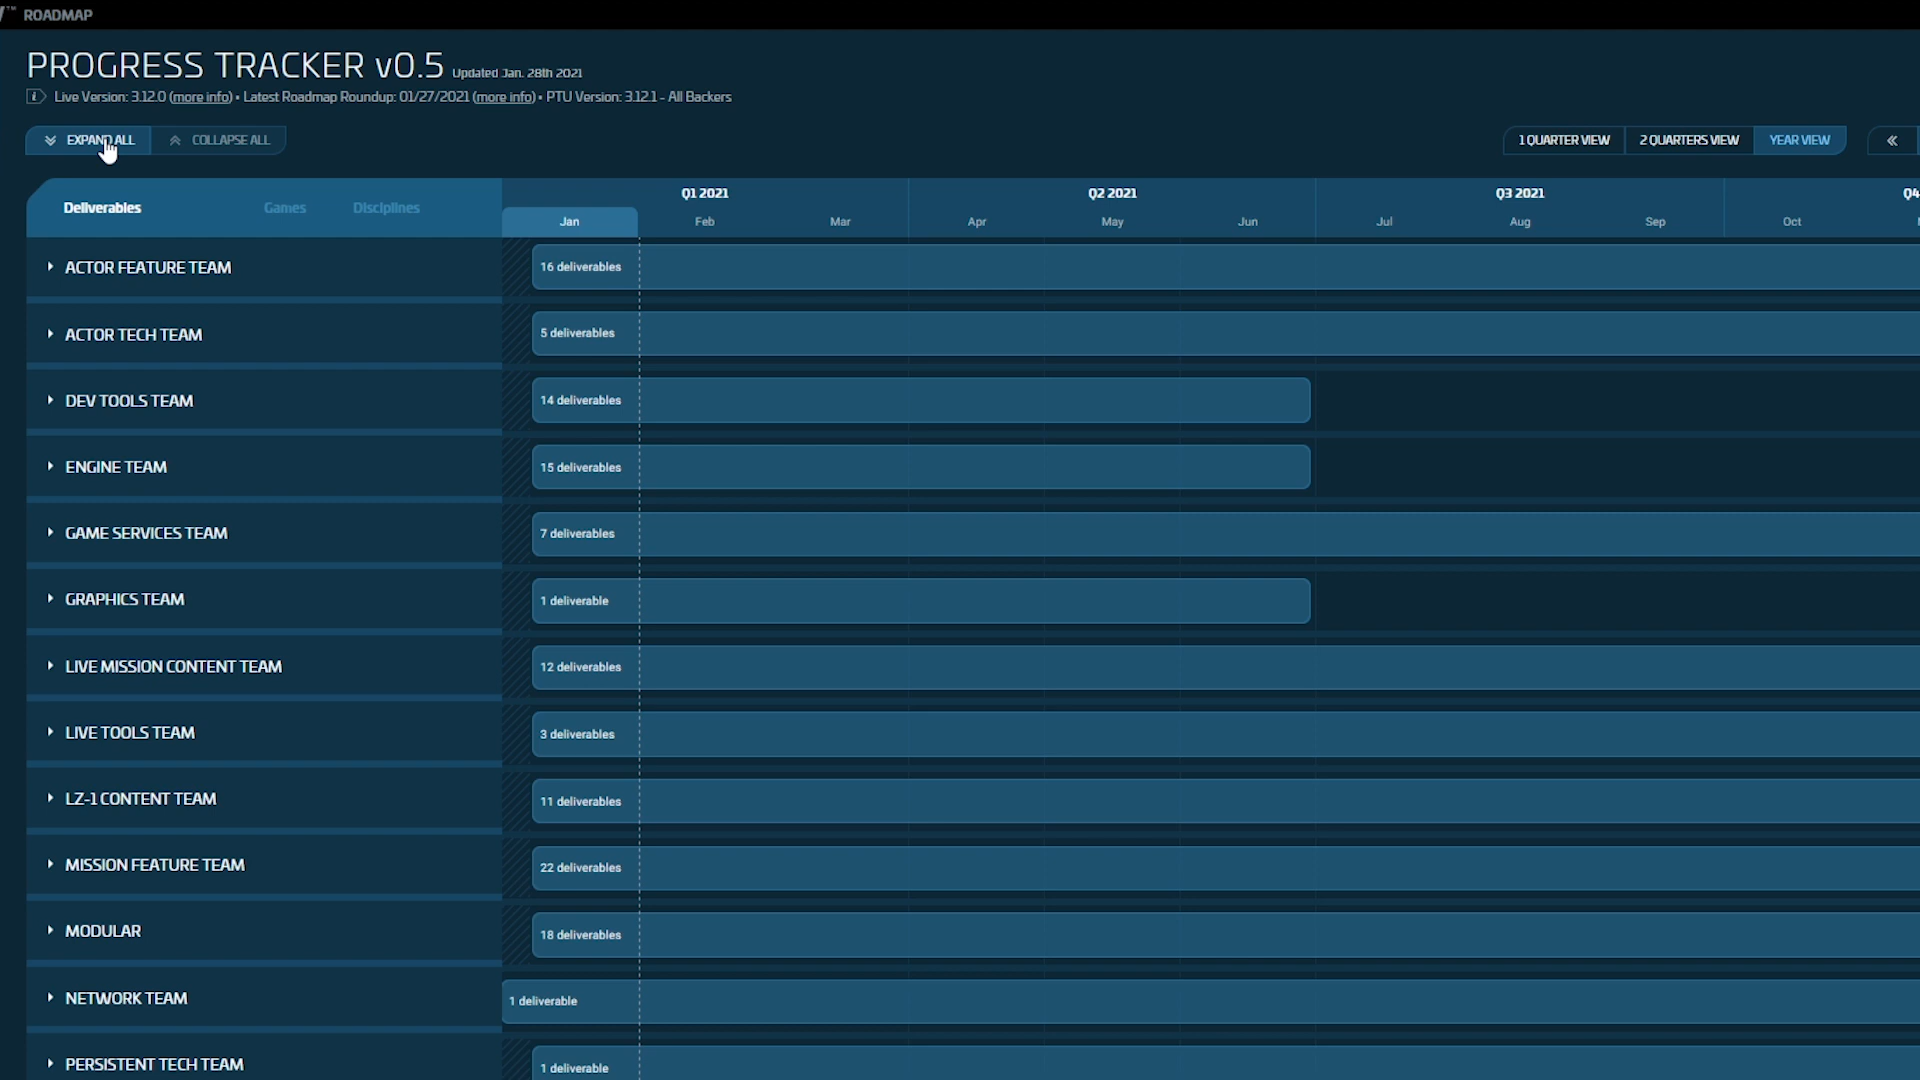 ™ ROADMAP
PROGRESS TRACKER v0.5 Updated Jan. 28th 2021
i Live Version: 3.12.0 (more info) • Latest Roadmap Roundup: 01/27/2021 (more info) • PTU Version: 3.12.1 - All Backers
EXPAND ALL COLLAPSE ALL 1 QUARTER VIEW 2 QUARTERS VIEW YEAR VIEW «
Q1 2021 Q2 2021 Q3 2021 Q4
Deliverables Games Disciplines
Jan Feb Mar Apr May Jun Jul Aug Sep Oct
ACTOR FEATURE TEAM 16 deliverables
ACTOR TECH TEAM 5 deliverables
DEV TOOLS TEAM 14 deliverables
ENGINE TEAM 15 deliverables
GAME SERVICES TEAM 7 deliverables
GRAPHICS TEAM 1 deliverable
LIVE MISSION CONTENT TEAM 12 deliverables
LIVE TOOLS TEAM 3 deliverables
LZ-1 CONTENT TEAM 11 deliverables
MISSION FEATURE TEAM 22 deliverables
MODULAR 18 deliverables
NETWORK TEAM 1 deliverable
PERSISTENT TECH TEAM 1 deliverable